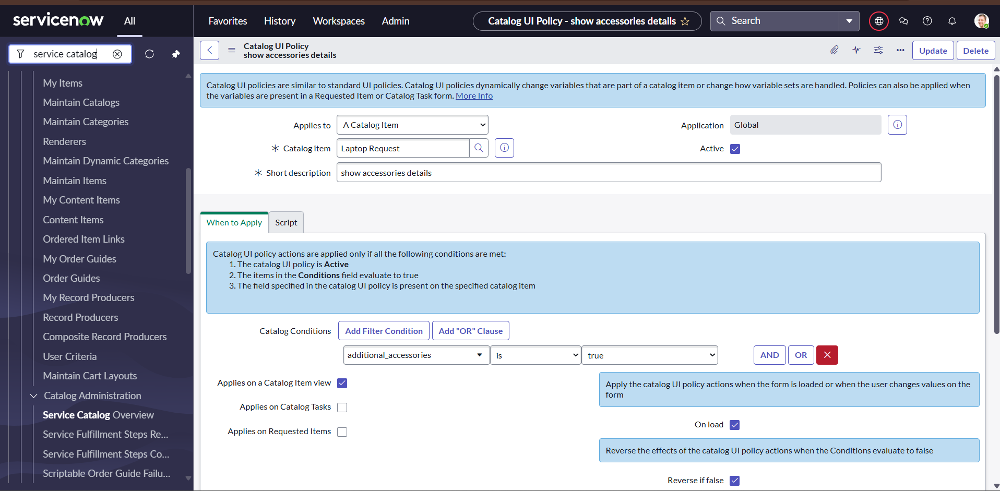 servicenow
All
Favorites
History
Workspaces
Admin
Catalog UI Policy - show accessories details
Search
service catalog
My Items
Maintain Catalogs
Maintain Categories
Renderers
Maintain Dynamic Categories
Maintain Items
My Content Items
Content Items
Ordered Item Links
My Order Guides
Order Guides
My Record Producers
Record Producers
Composite Record Producers
User Criteria
Maintain Cart Layouts
Catalog Administration
Service Catalog Overview
Service Fulfillment Steps Re...
Service Fulfillment Steps Co...
Scriptable Order Guide Failu...
Catalog UI Policy
show accessories details
Update
Delete
Catalog UI policies are similar to standard UI policies. Catalog UI policies dynamically change variables that are part of a catalog item or change how variable sets are handled. Policies can also be applied when
the variables are present in a Requested Item or Catalog Task form. More Info
Applies to
A Catalog Item
Application
Global
Catalog item
Laptop Request
Active
Short description
show accessories details
When to Apply
Script
Catalog UI policy actions are applied only if all the following conditions are met:
1. The catalog UI policy is Active
2. The items in the Conditions field evaluate to true
3. The field specified in the catalog UI policy is present on the specified catalog item
Catalog Conditions
Add Filter Condition
Add "OR" Clause
additional_accessories
is
true
AND
OR
Applies on a Catalog Item view
Applies on Catalog Tasks
Applies on Requested Items
Apply the catalog UI policy actions when the form is loaded or when the user changes values on the
form
On load
Reverse the effects of the catalog UI policy actions when the Conditions evaluate to false
Reverse if false